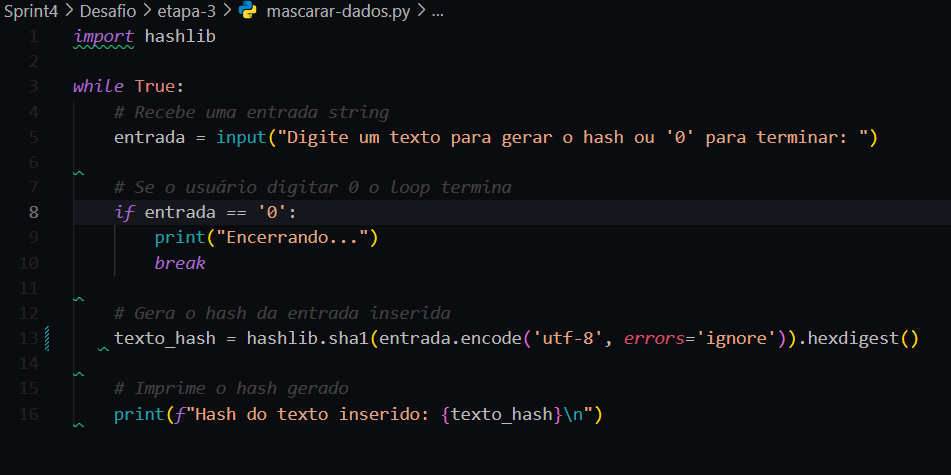 Sprint4 > Desafio > etapa-3 > mascarar-dados.py > ...
1 import hashlib
2
3 while True:
4 # Recebe uma entrada string
5 entrada = input("Digite um texto para gerar o hash ou '0' para terminar: ")
6
7 # Se o usuário digitar 0 o loop termina
8 if entrada == '0':
9 print("Encerrando...")
10 break
11
12 # Gera o hash da entrada inserida
13 texto_hash = hashlib.sha1(entrada.encode('utf-8', errors='ignore')).hexdigest()
14
15 # Imprime o hash gerado
16 print(f"Hash do texto inserido: {texto_hash}\n")